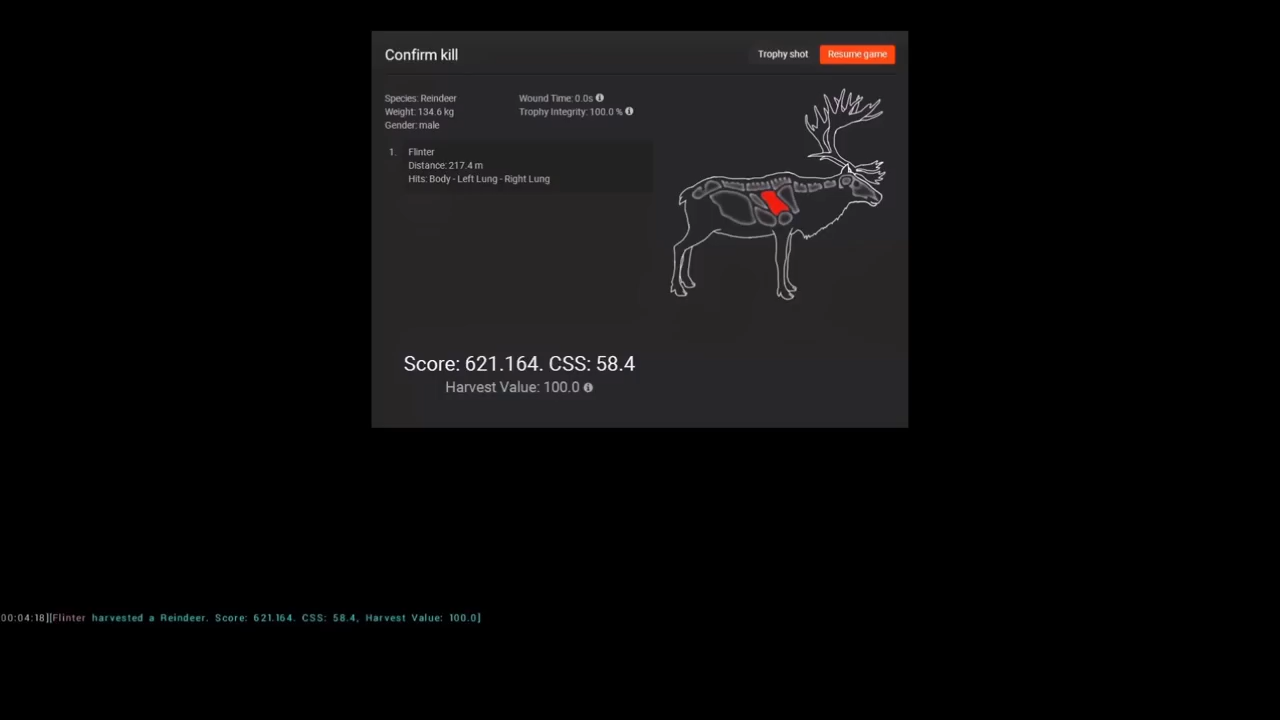 Confirm kill
Trophy shot
Resume game
Species: Reindeer
Weight: 134.6 kg
Gender: male
Wound Time: 0.0s
Trophy Integrity: 100.0 %
1.
Flinter
Distance: 217.4 m
Hits: Body - Left Lung - Right Lung
Score: 621.164. CSS: 58.4
Harvest Value: 100.0
00:04:18][Flinter harvested a Reindeer. Score: 621.164. CSS: 58.4, Harvest Value: 100.0]